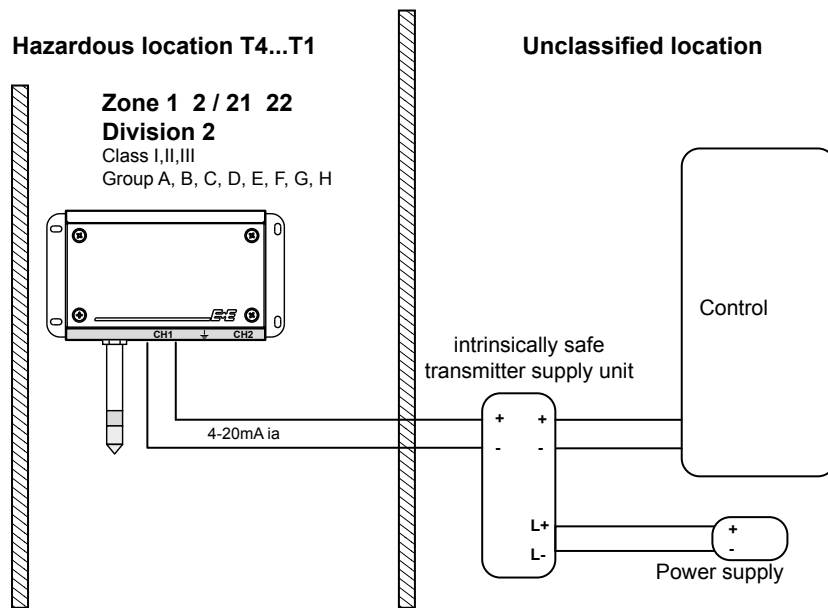 Hazardous location T4...T1
Unclassified location
Zone 1 2 / 21 22
Division 2
Class I,II,III
Group A, B, C, D, E, F, G, H
E+E
CH1
CH2
4-20mA ia
intrinsically safe
transmitter supply unit
+ +
- -
L+
L-
Control
+
-
Power supply